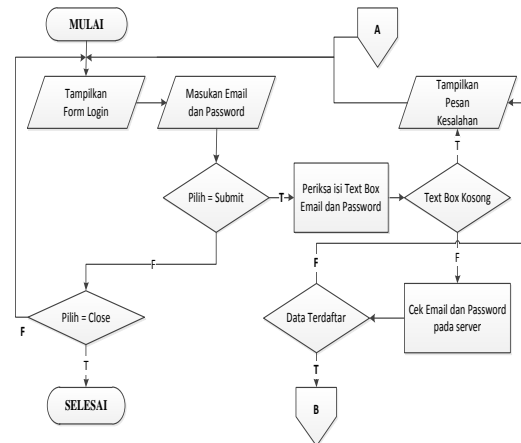 MULAI
A
Tampilkan
Form Login
Masukan Email
dan Password
Tampilkan
Pesan
Kesalahan
T
Pilih = Submit
T
Periksa isi Text Box
Email dan Password
Text Box Kosong
F
F
F
Pilih = Close
F
Data Terdaftar
Cek Email dan Password
pada server
T
T
SELESAI
B